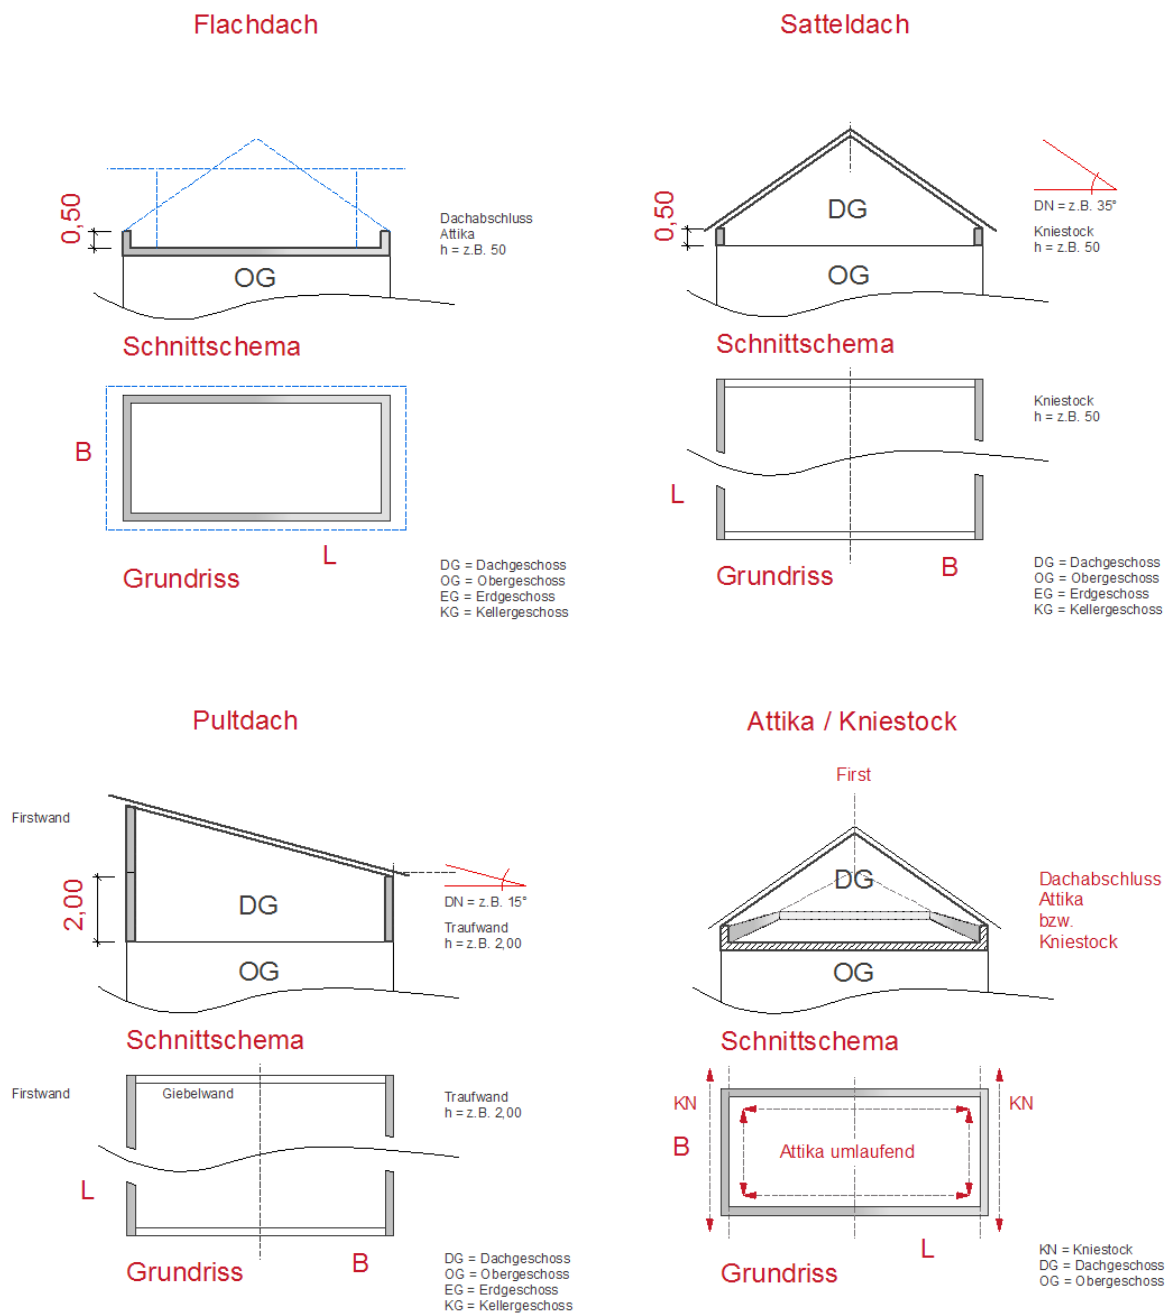 Flachdach
0,50
Dachabschluss
Attika
h = z.B. 50
OG
Schnittschema
B
L
Grundriss
DG = Dachgeschoss
OG = Obergeschoss
EG = Erdgeschoss
KG = Kellergeschoss
Satteldach
DG
0,50
DN = z.B. 35°
Kniestock
h = z.B. 50
OG
Schnittschema
Kniestock
h = z.B. 50
L
B
Grundriss
DG = Dachgeschoss
OG = Obergeschoss
EG = Erdgeschoss
KG = Kellergeschoss
Pultdach
Firstwand
2,00
DG
DN = z.B. 15°
Traufwand
h = z.B. 2,00
OG
Schnittschema
Firstwand
Giebelwand
Traufwand
h = z.B. 2,00
L
B
Grundriss
DG = Dachgeschoss
OG = Obergeschoss
EG = Erdgeschoss
KG = Kellergeschoss
Attika / Kniestock
First
DG
Dachabschluss
Attika
bzw.
Kniestock
OG
Schnittschema
KN
KN
B
Attika umlaufend
L
Grundriss
KN = Kniestock
DG = Dachgeschoss
OG = Obergeschoss